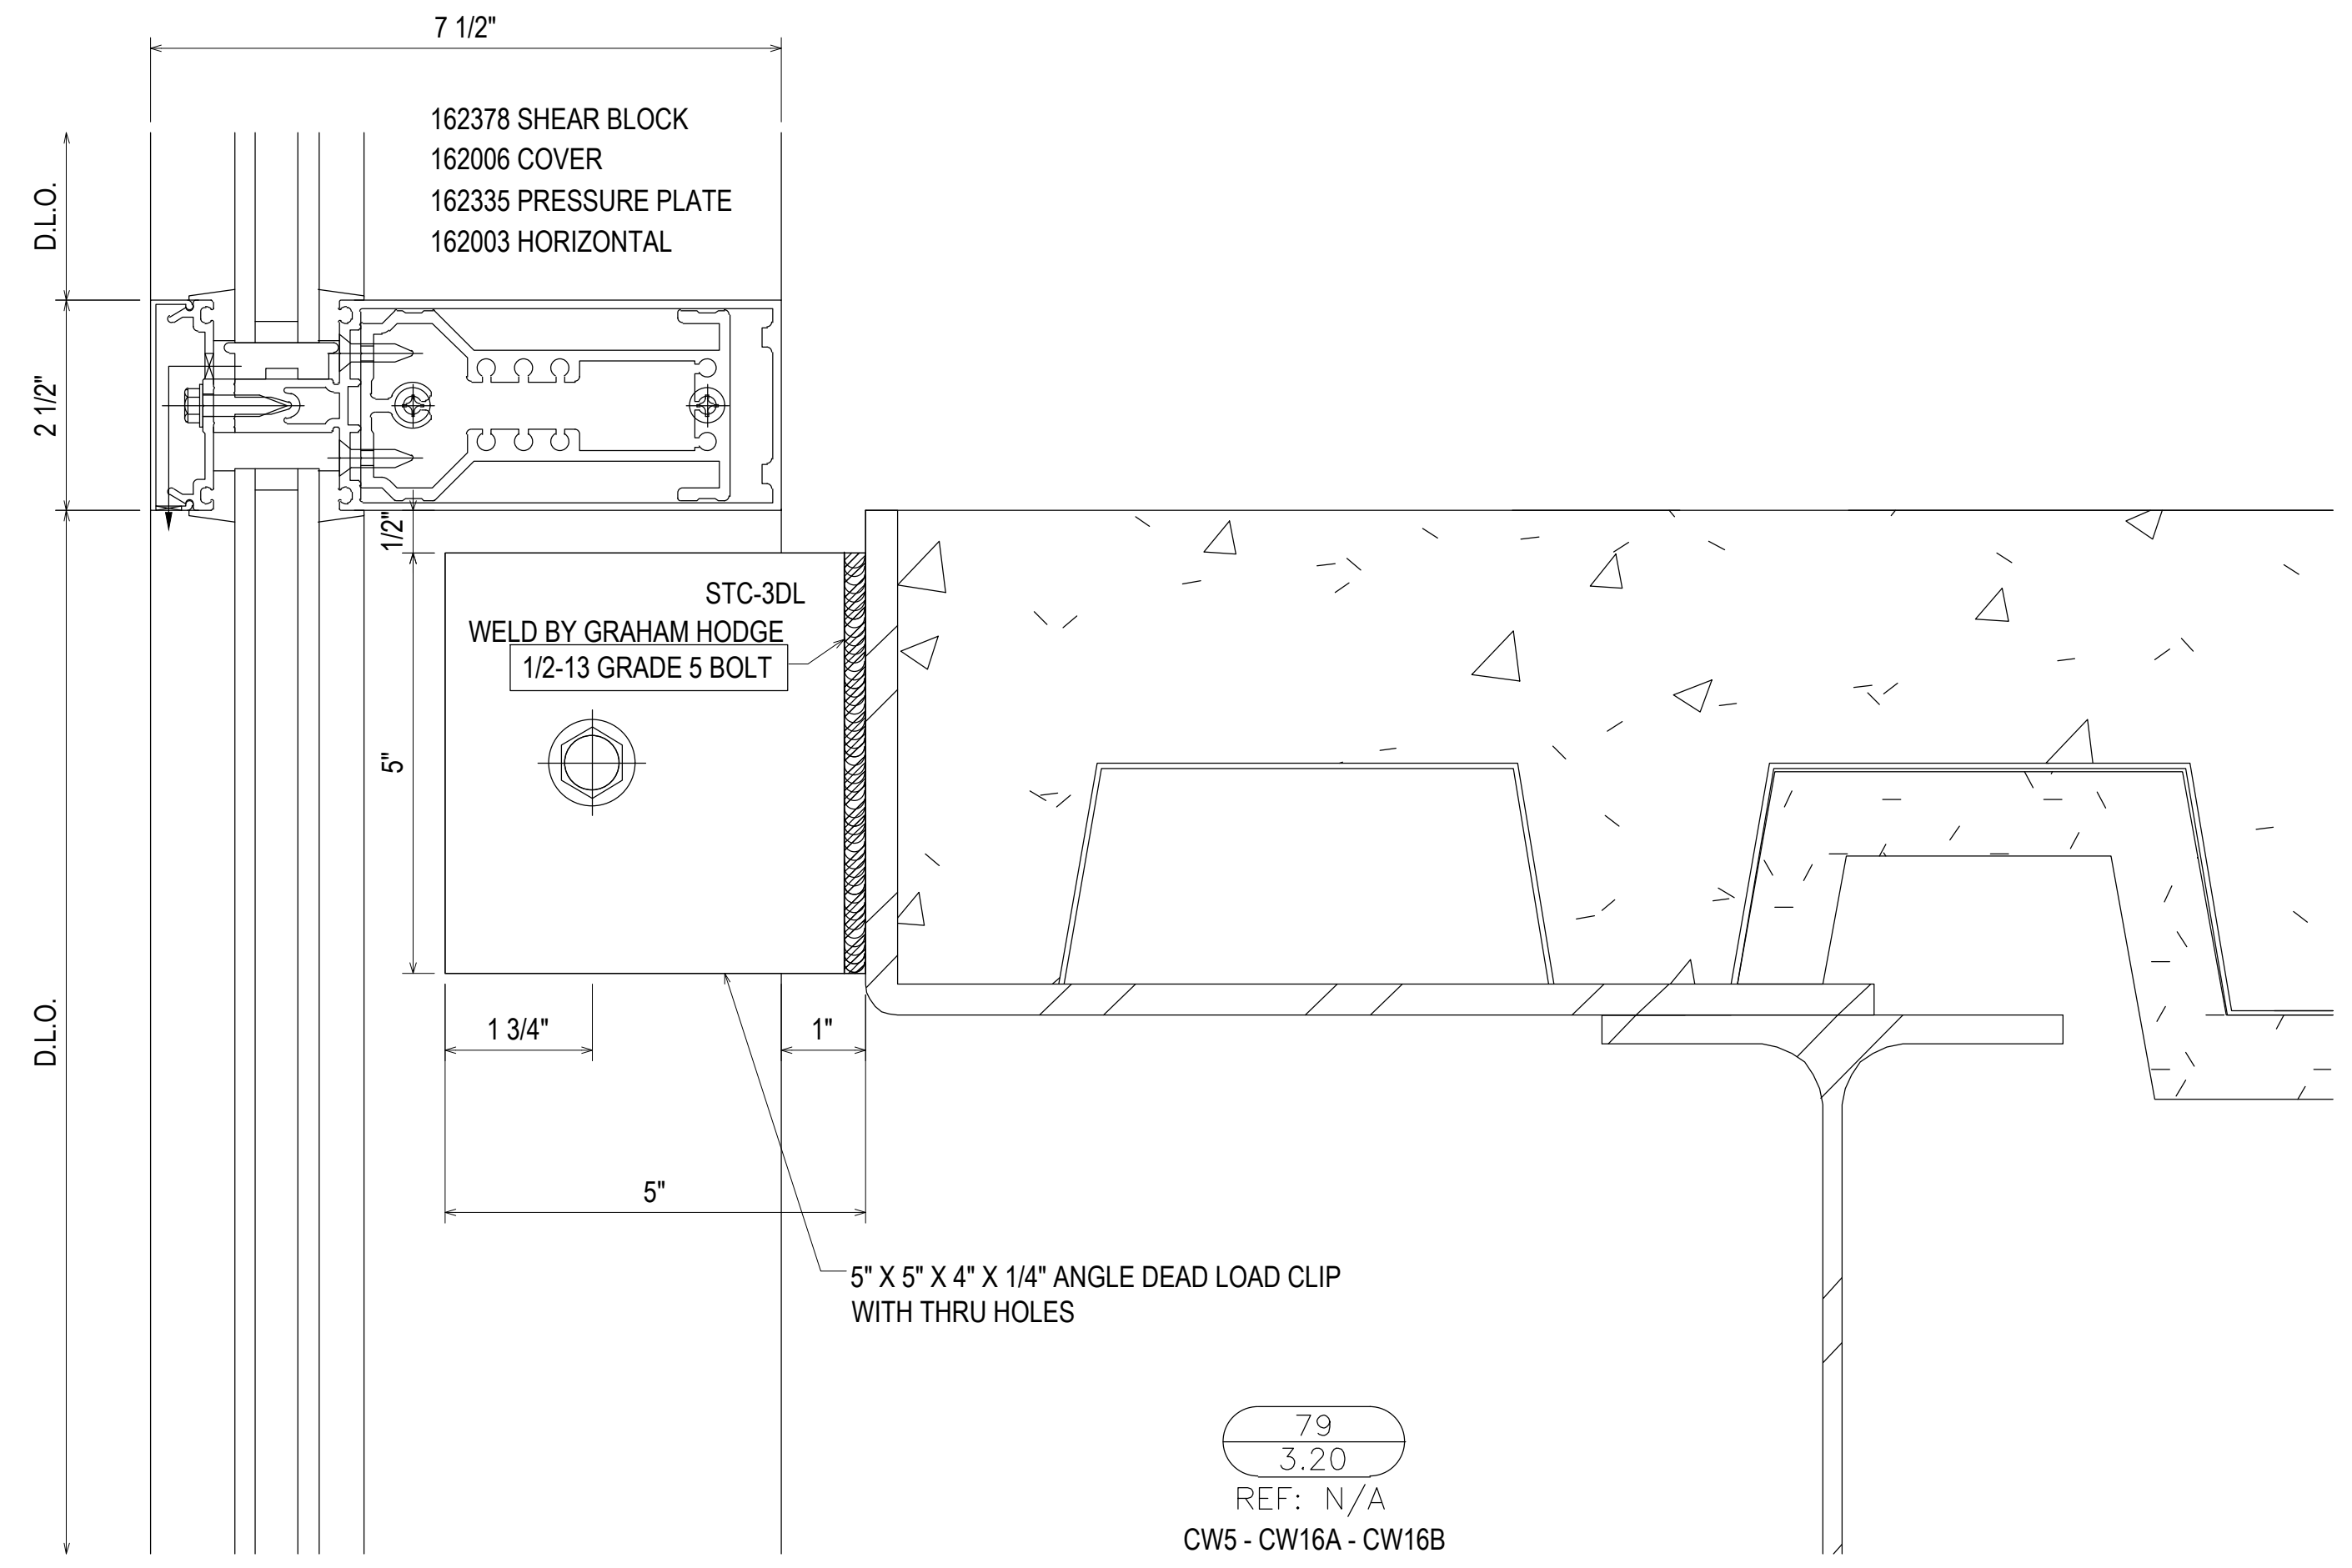 7 1/2"
162378 SHEAR BLOCK
162006 COVER
162335 PRESSURE PLATE
162003 HORIZONTAL
D.L.O.
2 1/2"
1/2"
STC-3DL
WELD BY GRAHAM HODGE
1/2-13 GRADE 5 BOLT
5"
D.L.O.
1 3/4"
1"
5"
5" X 5" X 4" X 1/4" ANGLE DEAD LOAD CLIP
WITH THRU HOLES
79
3.20
REF: N/A
CW5 - CW16A - CW16B